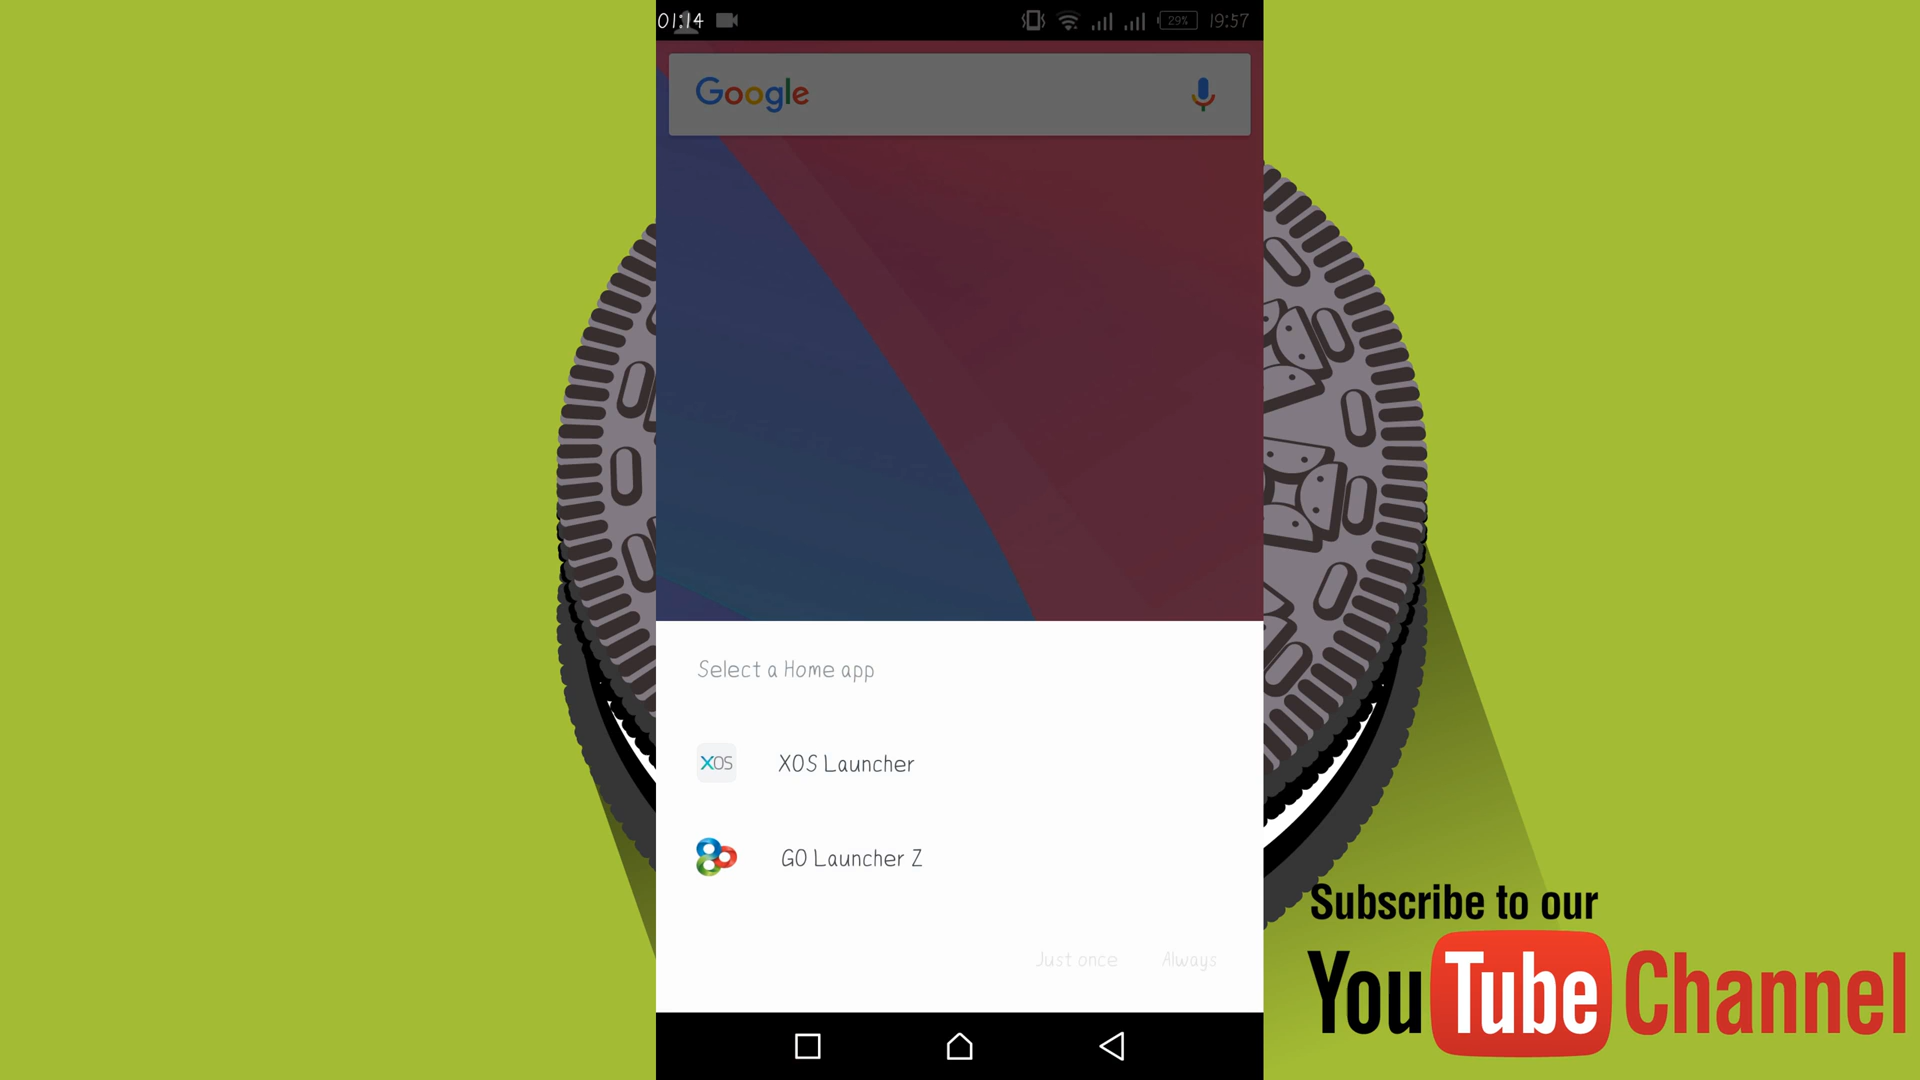 01:14 29% 19:57
Google
Select a Home app
XOS XOS Launcher
GO Launcher Z
Just once Always
Subscribe to our
YouTube Channel